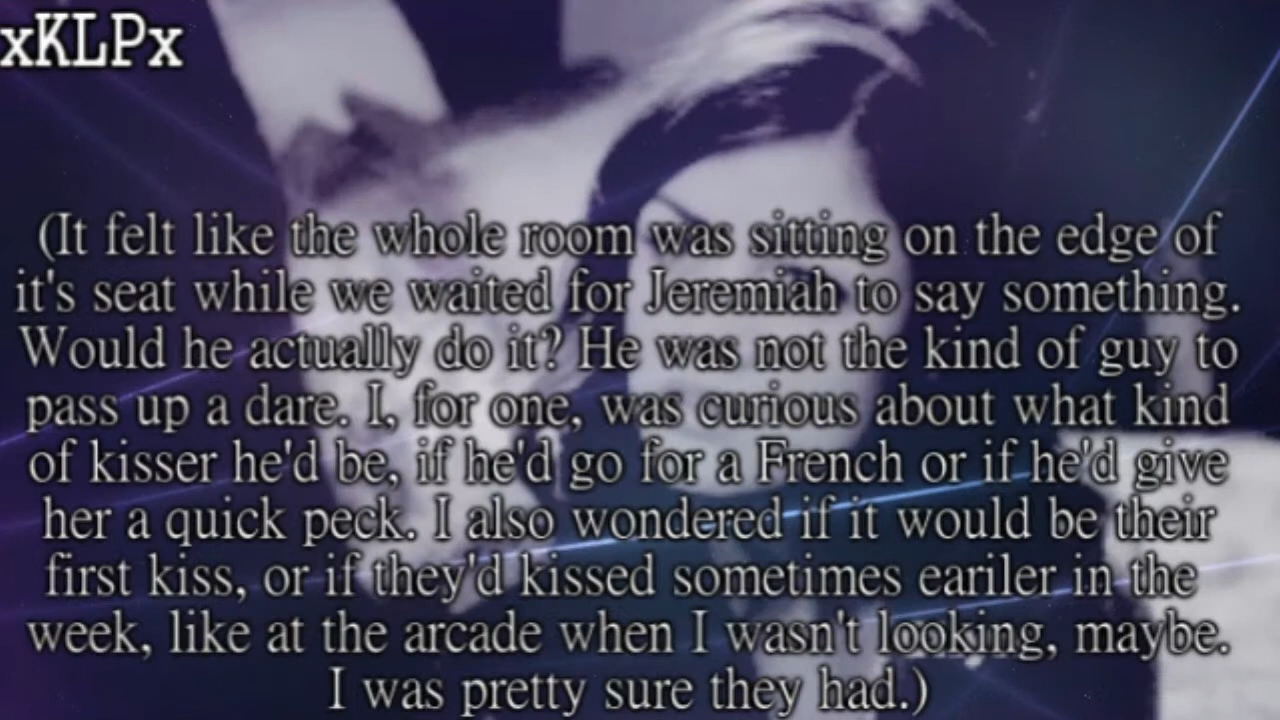 xKLPx
(It felt like the whole room was sitting on the edge of
it's seat while we waited for Jeremiah to say something.
Would he actually do it? He was not the kind of guy to
pass up a dare. I, for one, was curious about what kind
of kisser he'd be, if he'd go for a French or if he'd give
her a quick peck. I also wondered if it would be their
first kiss, or if they'd kissed sometimes eariler in the
week, like at the arcade when I wasn't looking, maybe.
I was pretty sure they had.)